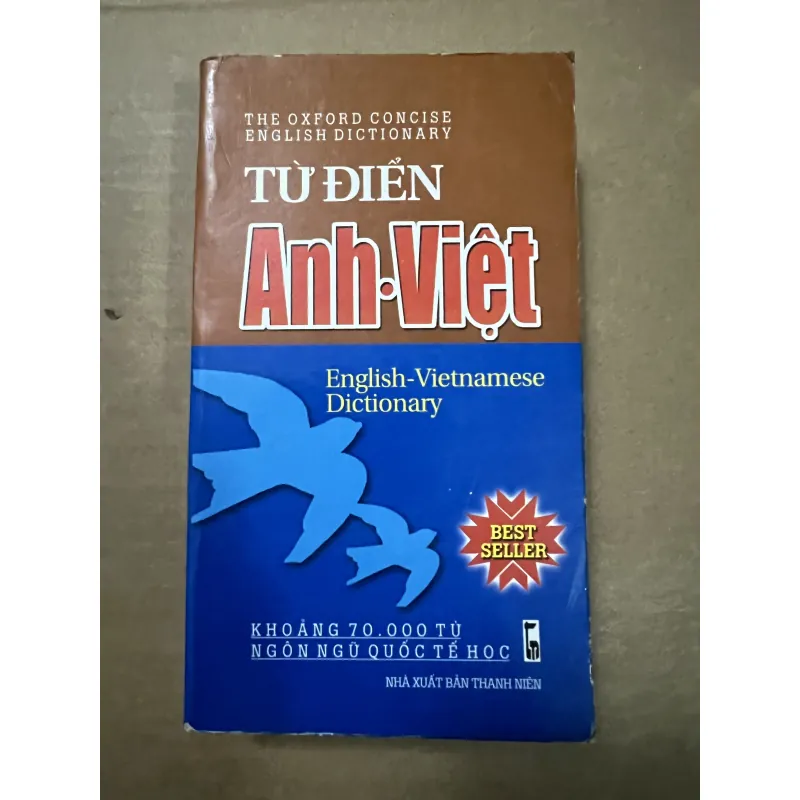 THE OXFORD CONCISE
ENGLISH DICTIONARY
TỪ ĐIỂN
Anh·Việt
English-Vietnamese
Dictionary
BEST
SELLER
KHOẢNG 70.000 TỪ
NGÔN NGỮ QUỐC TẾ HỌC
NHÀ XUẤT BẢN THANH NIÊN